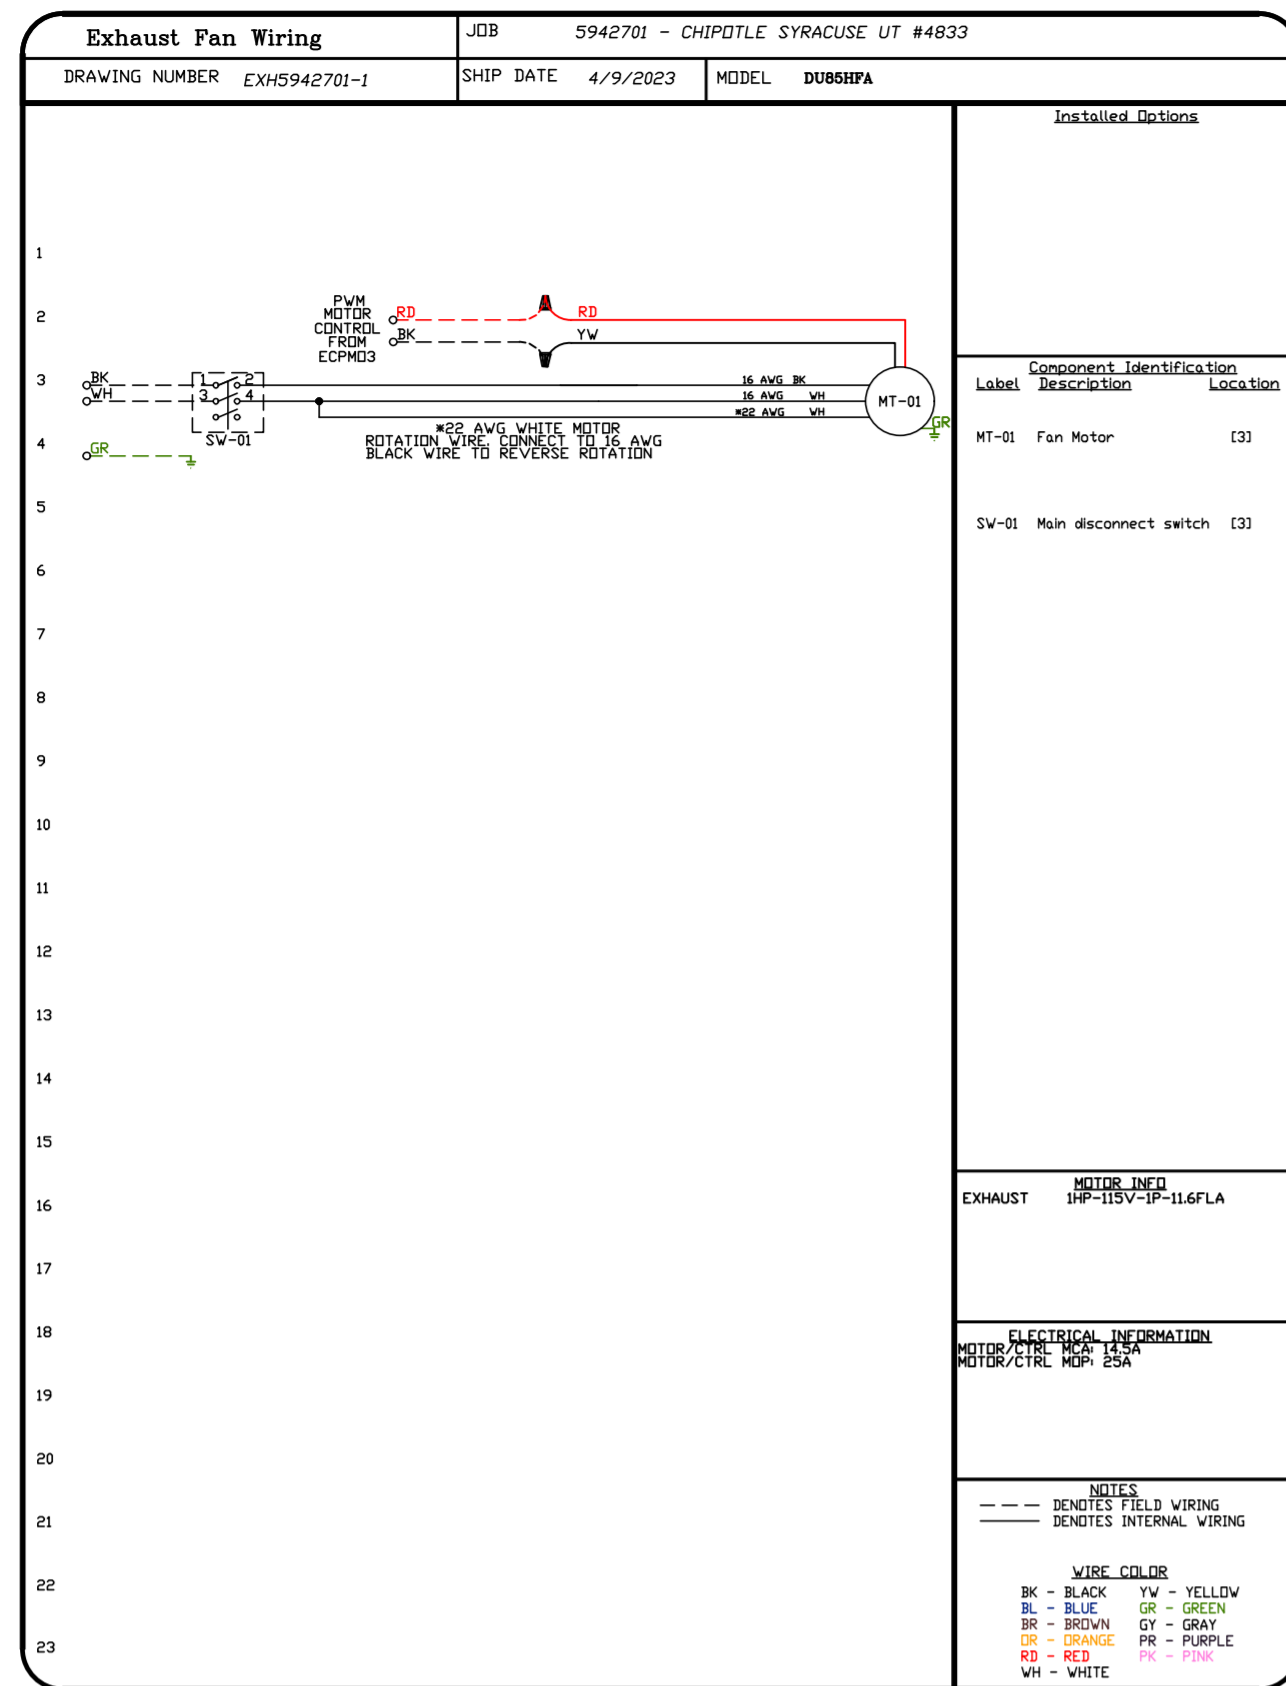 Exhaust Fan Wiring
JOB 5942701 - CHIPOTLE SYRACUSE UT #4833
DRAWING NUMBER EXH5942701-1
SHIP DATE 4/9/2023
MODEL DU85HFA
Installed Options
1
2
PWM
MOTOR
CONTROL
FROM
ECPM03
RD
RD
BK
YW
3
BK
WH
1 2
3 4
SW-01
16 AWG BK
16 AWG WH
*22 AWG WH
MT-01
GR
*22 AWG WHITE MOTOR
ROTATION WIRE. CONNECT TO 16 AWG
BLACK WIRE TO REVERSE ROTATION
4
GR
5
6
7
8
9
10
11
12
13
14
15
16
17
18
19
20
21
22
23
Component Identification
Label Description Location
MT-01 Fan Motor [3]
SW-01 Main disconnect switch [3]
MOTOR INFO
EXHAUST 1HP-115V-1P-11.6FLA
ELECTRICAL INFORMATION
MOTOR/CTRL MCA: 14.5A
MOTOR/CTRL MOP: 25A
NOTES
DENOTES FIELD WIRING
DENOTES INTERNAL WIRING
WIRE COLOR
BK - BLACK YW - YELLOW
BL - BLUE GR - GREEN
BR - BROWN GY - GRAY
OR - ORANGE PR - PURPLE
RD - RED PK - PINK
WH - WHITE